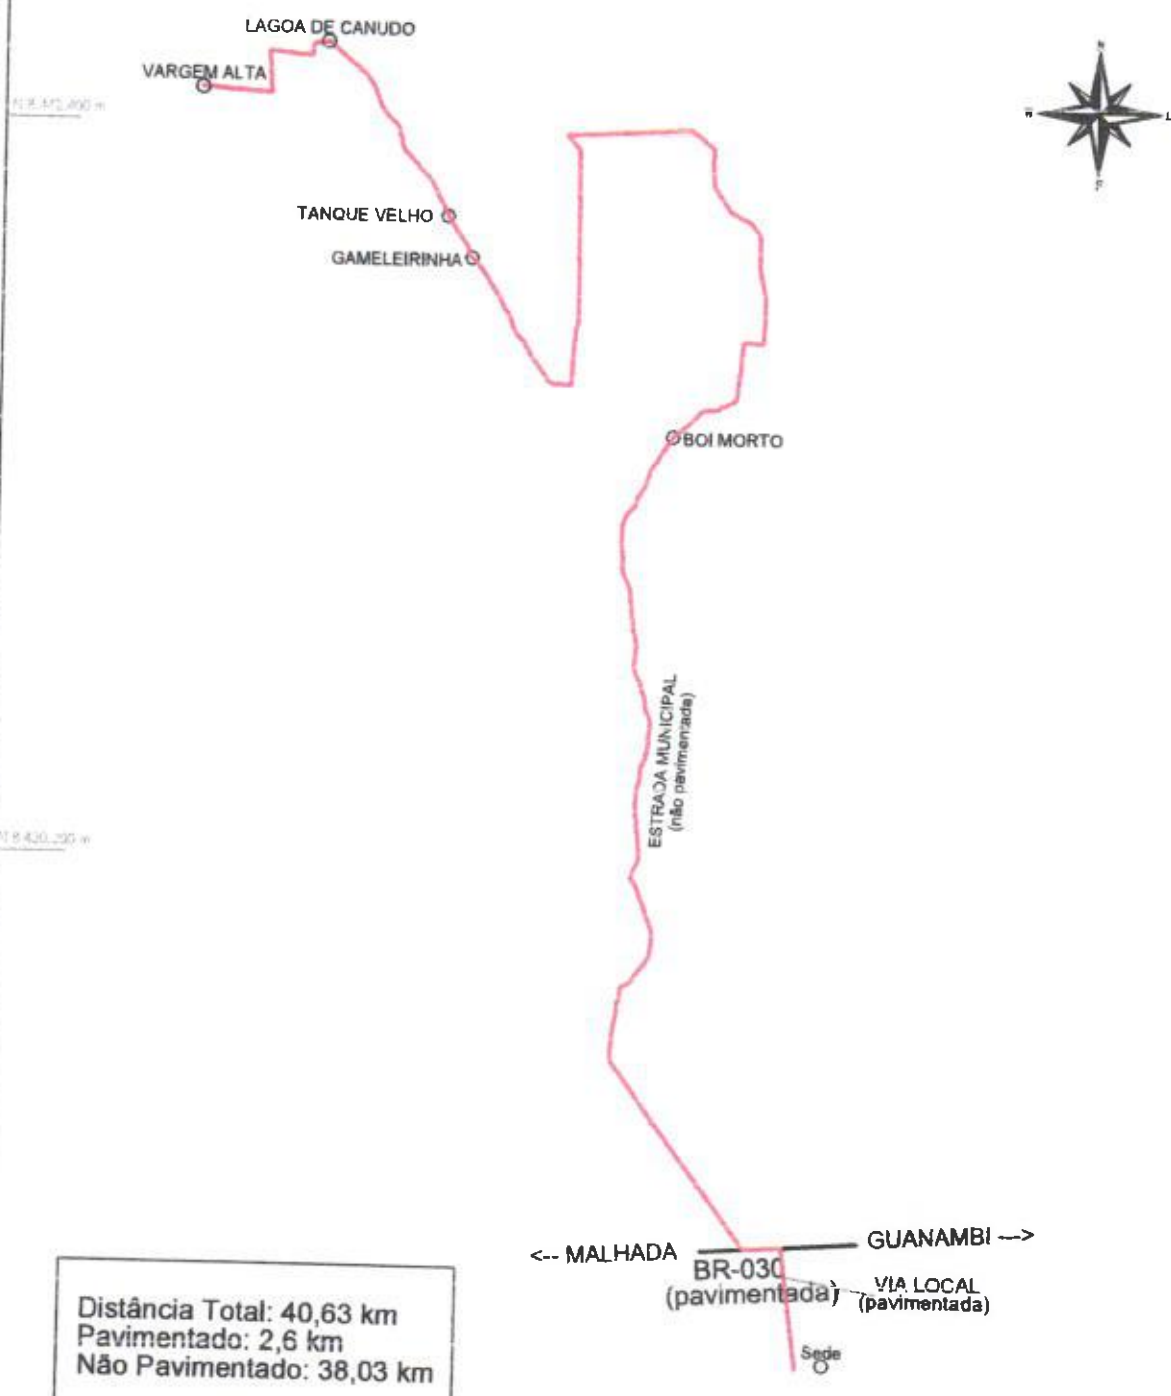 LAGOA DE CANUDO
VARGEM ALTA
N
W
L
S
TANQUE VELHO
GAMELEIRINHA
BOI MORTO
ESTRADA MUNICIPAL
(não pavimentada)
<-- MALHADA
GUANAMBI -->
BR-030
(pavimentada)
VIA LOCAL
(pavimentada)
Sede
Distância Total: 40,63 km
Pavimentado: 2,6 km
Não Pavimentado: 38,03 km